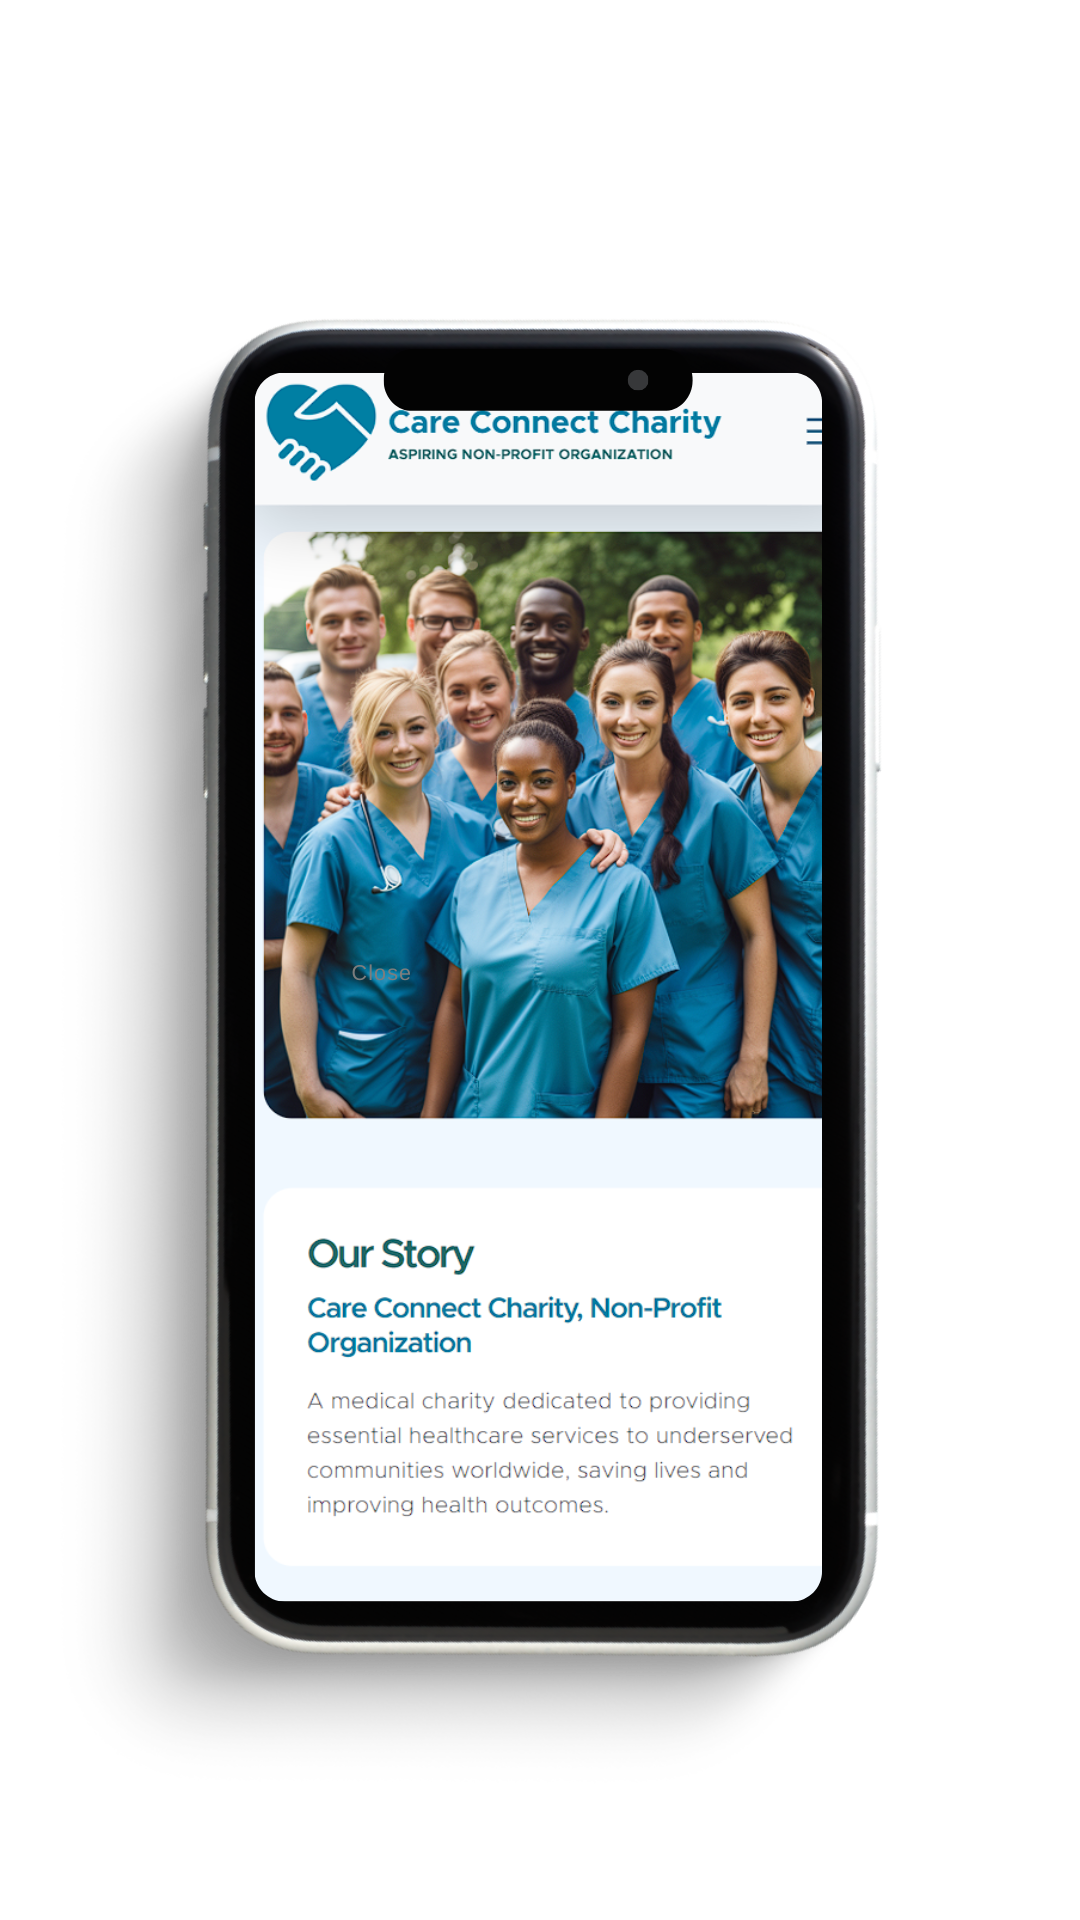 Care Connect Charity
ASPIRING NON-PROFIT ORGANIZATION
Close
Our Story
Care Connect Charity, Non-Profit
Organization
A medical charity dedicated to providing
essential healthcare services to underserved
communities worldwide, saving lives and
improving health outcomes.